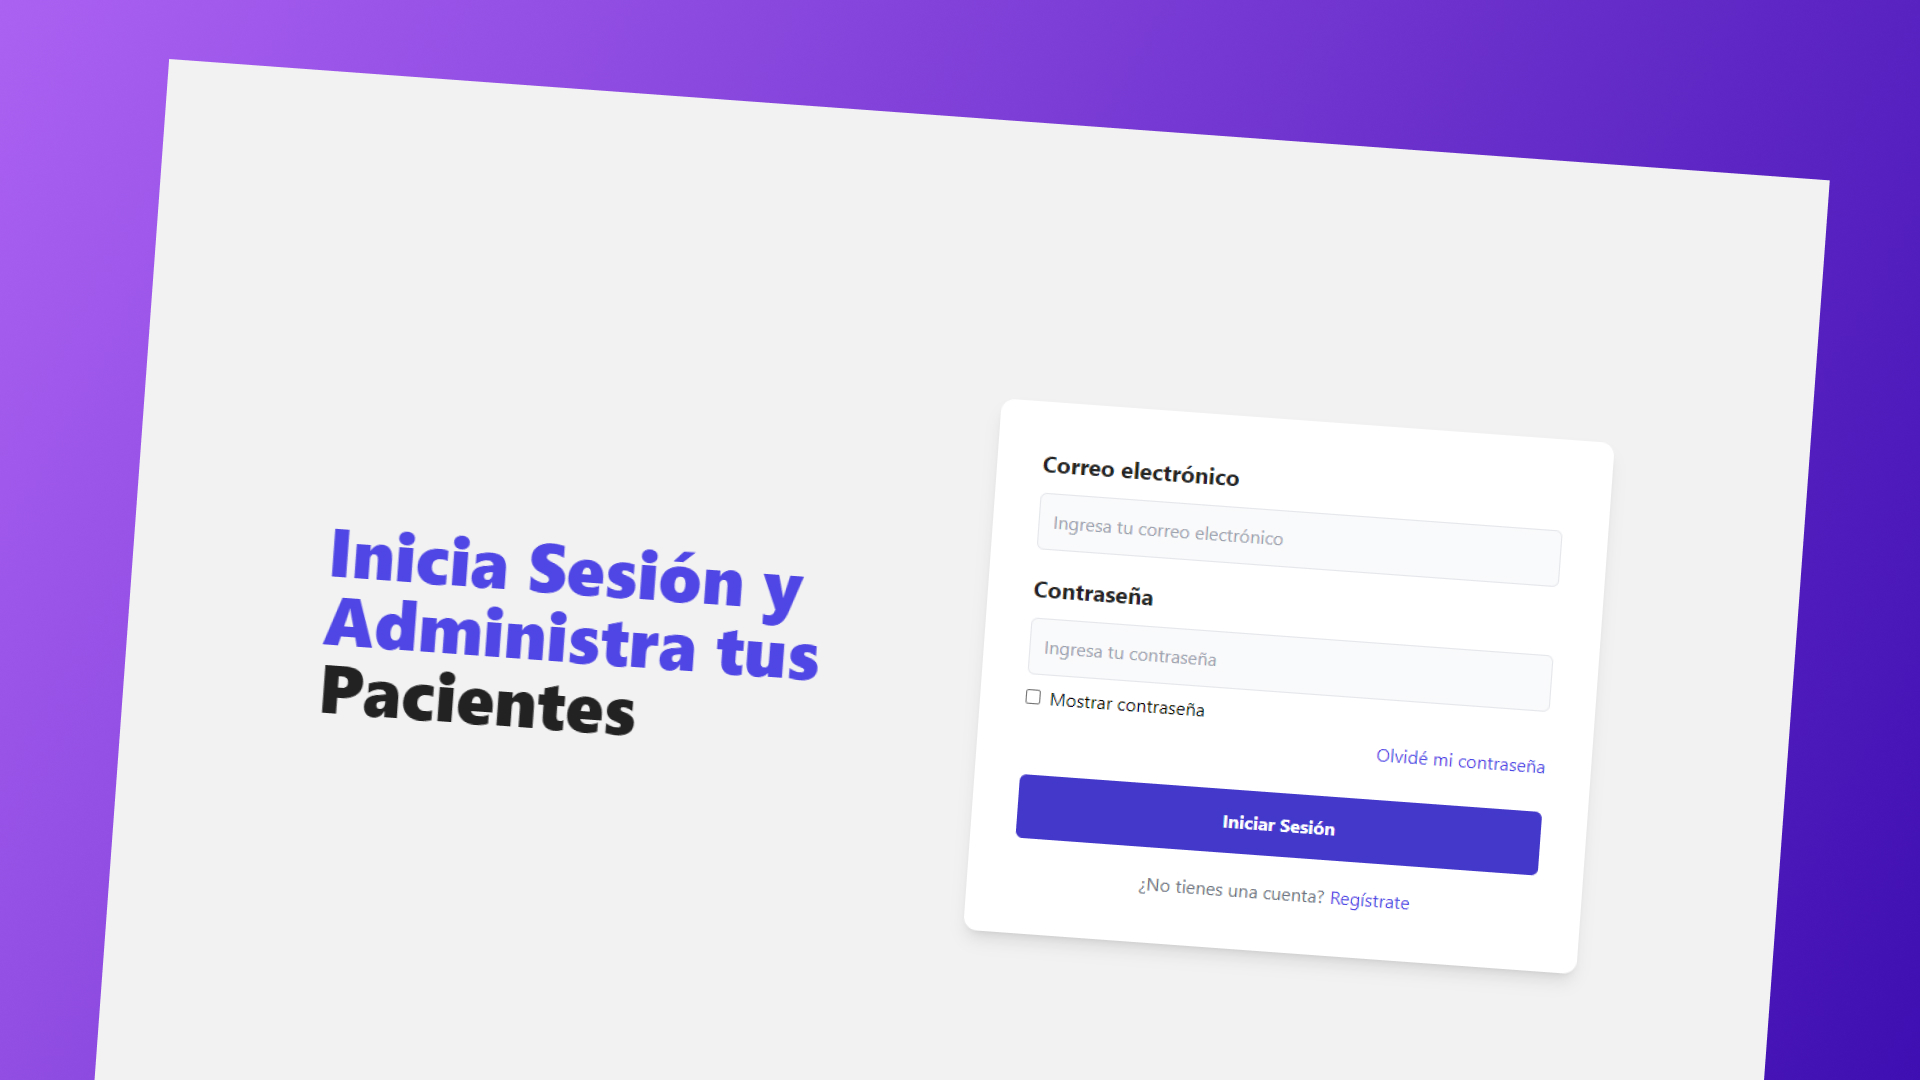 Inicia Sesión y
Administra tus
Pacientes
Correo electrónico
Ingresa tu correo electrónico
Contraseña
Ingresa tu contraseña
Mostrar contraseña
Olvidé mi contraseña
Iniciar Sesión
¿No tienes una cuenta? Regístrate